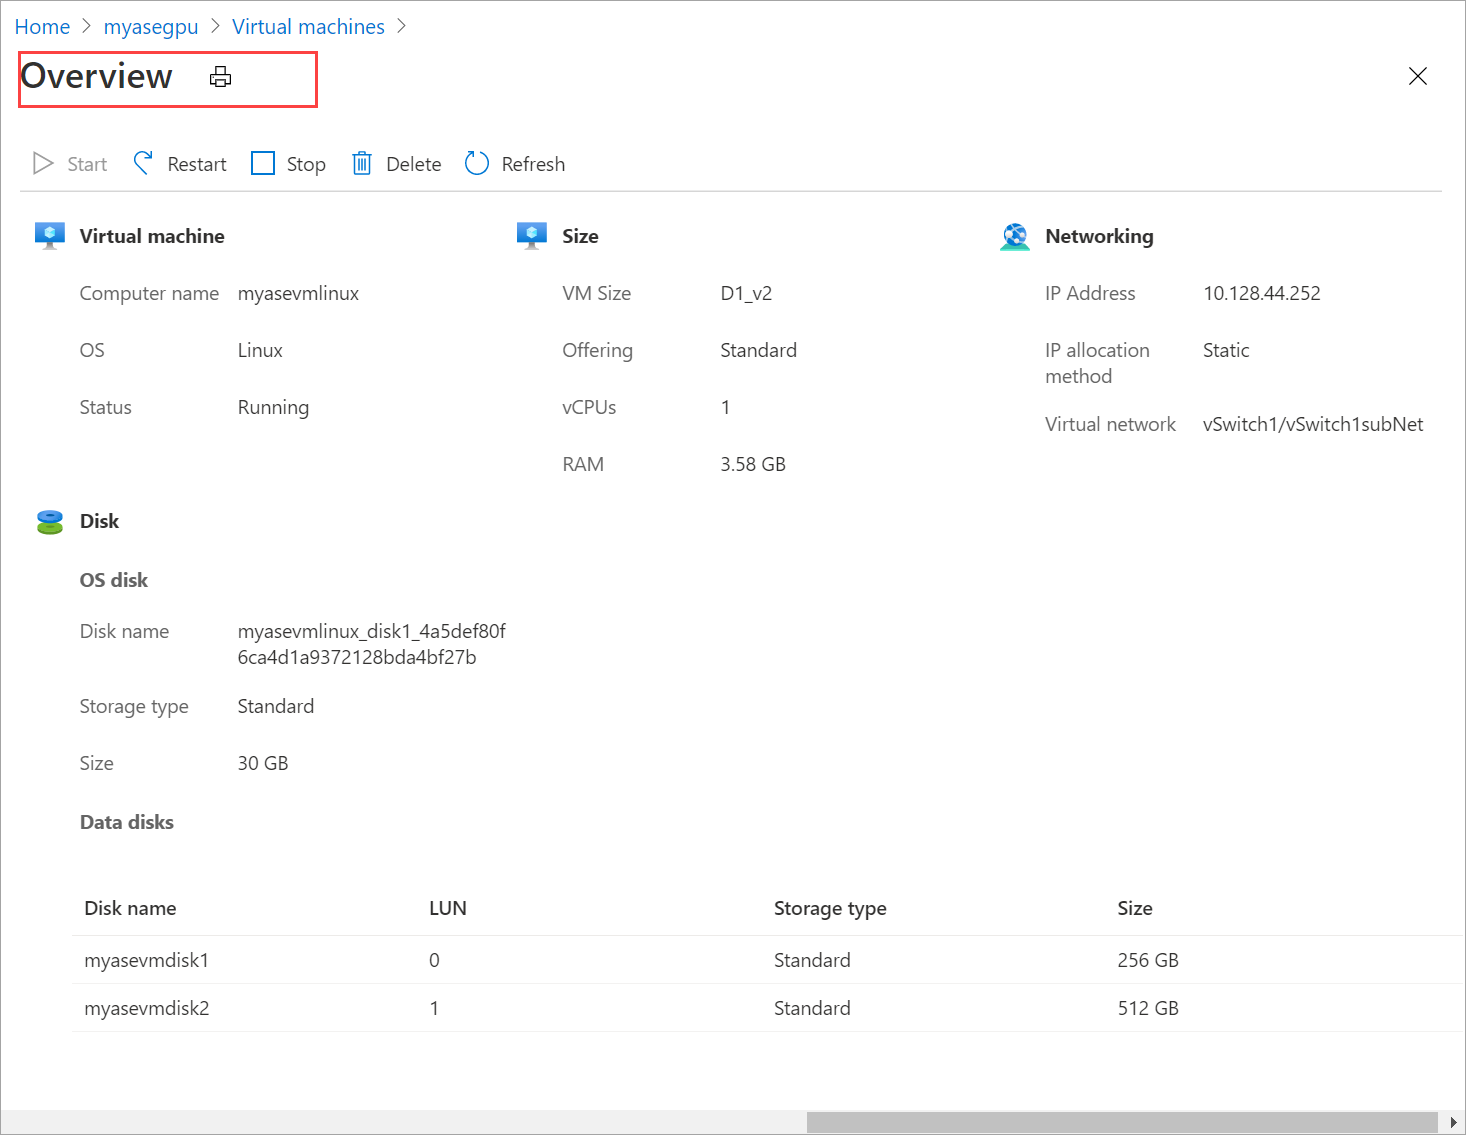 Home > myasegpu > Virtual machines >
Overview
Start Restart Stop Delete Refresh
Virtual machine
Computer name myasevmlinux
OS Linux
Status Running
Size
VM Size D1_v2
Offering Standard
vCPUs 1
RAM 3.58 GB
Networking
IP Address 10.128.44.252
IP allocation Static
method
Virtual network vSwitch1/vSwitch1subNet
Disk
OS disk
Disk name myasevmlinux_disk1_4a5def80f
6ca4d1a9372128bda4bf27b
Storage type Standard
Size 30 GB
Data disks
Disk name LUN Storage type Size
myasevmdisk1 0 Standard 256 GB
myasevmdisk2 1 Standard 512 GB